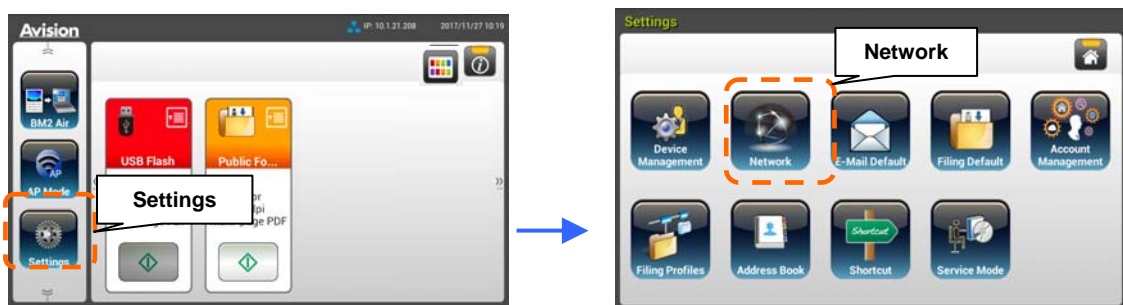 Avision
IP: 10.1.21.208
2017/11/27 10:19
BM2 Air
AP Mode
Settings
USB Flash
Public Fo...
page PDF
Settings
Settings
Network
Device
Management
Network
E-Mail Default
Filing Default
Account
Management
Filing Profiles
Address Book
Shortcut
Shortcut
Service Mode